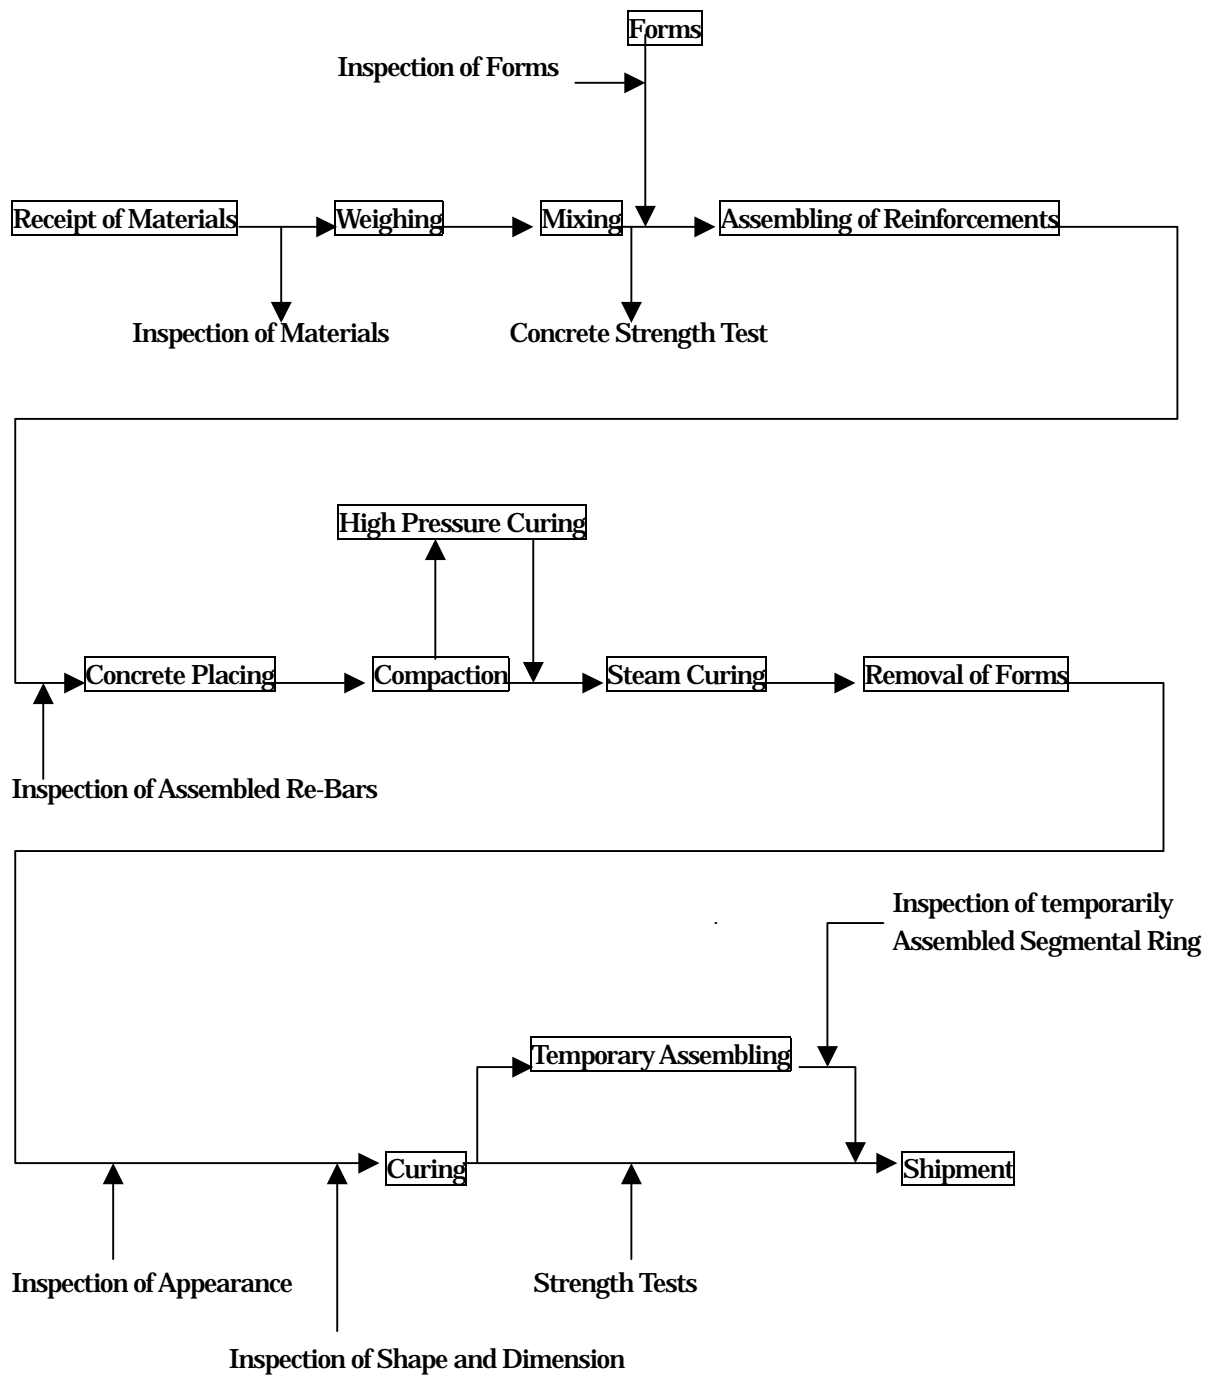 Forms
Inspection of Forms
Receipt of Materials
Weighing
Mixing
Assembling of Reinforcements
Inspection of Materials
Concrete Strength Test
High Pressure Curing
Concrete Placing
Compaction
Steam Curing
Removal of Forms
Inspection of Assembled Re-Bars
Inspection of temporarily
Assembled Segmental Ring
Temporary Assembling
Curing
Shipment
Inspection of Appearance
Strength Tests
Inspection of Shape and Dimension